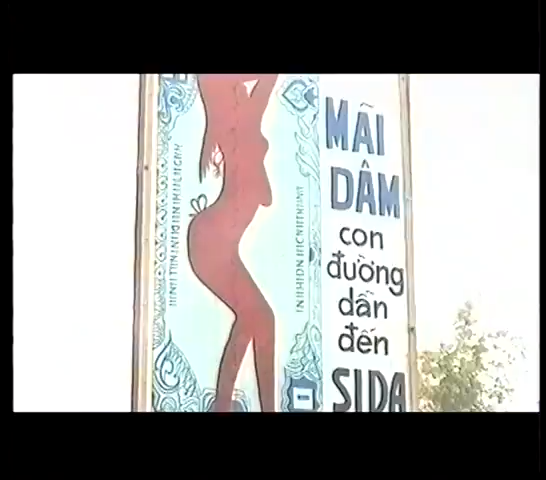 MÃI
DÂM
con
đường
dẫn
đến
SIDA